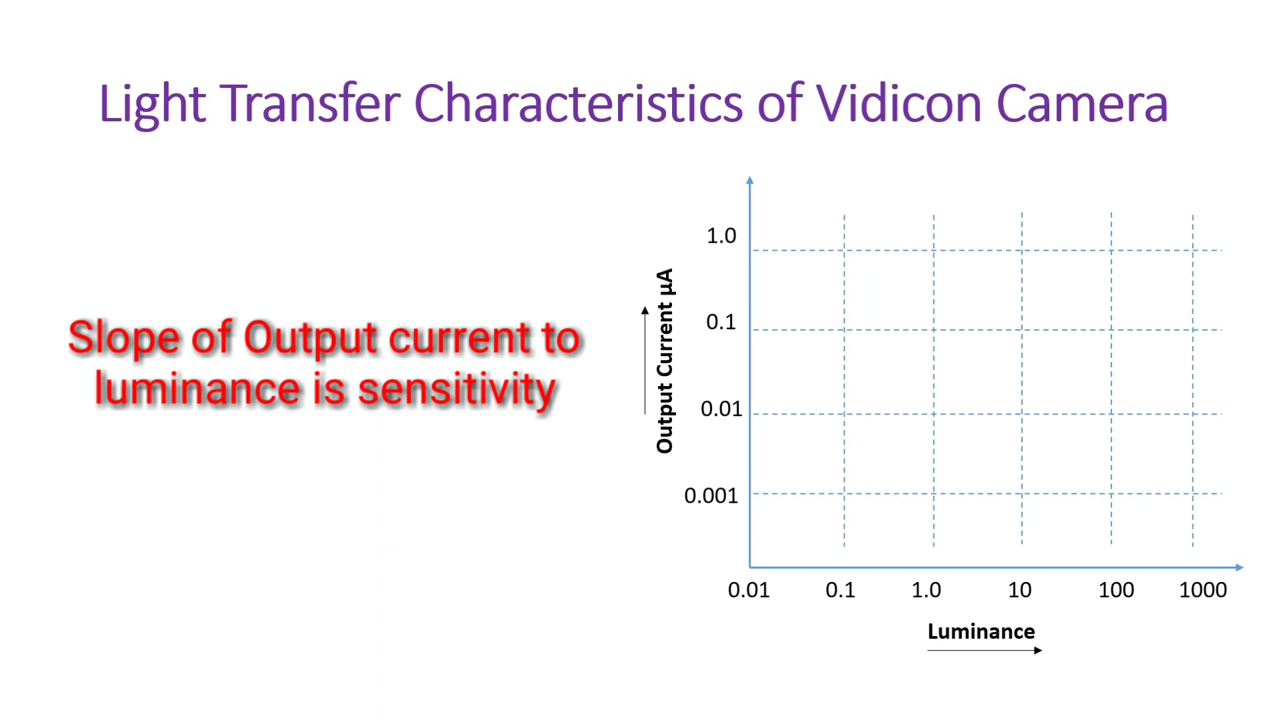 Light Transfer Characteristics of Vidicon Camera
Slope of Output current to
luminance is sensitivity
Output Current µA
1.0
0.1
0.01
0.001
0.01 0.1 1.0 10 100 1000
Luminance